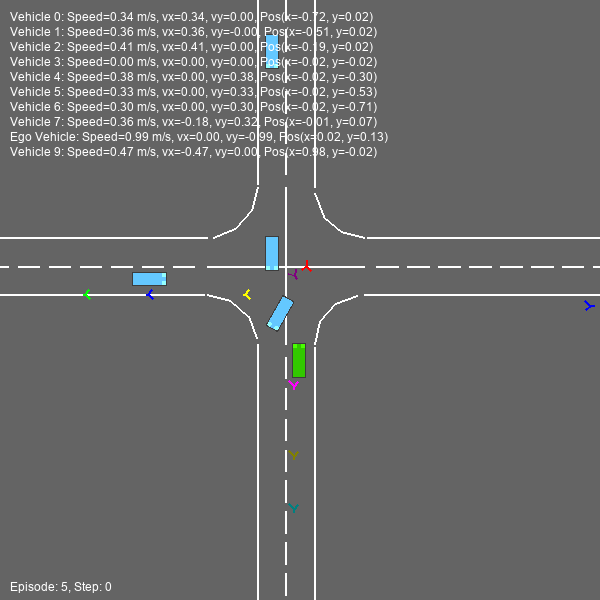 Vehicle 0: Speed=0.34 m/s, vx=0.34, vy=0.00, Pos(x=-0.72, y=0.02)
Vehicle 1: Speed=0.36 m/s, vx=0.36, vy=-0.00, Pos(x=-0.51, y=0.02)
Vehicle 2: Speed=0.41 m/s, vx=0.41, vy=0.00, Pos(x=-0.19, y=0.02)
Vehicle 3: Speed=0.00 m/s, vx=0.00, vy=0.00, Pos(x=-0.02, y=-0.02)
Vehicle 4: Speed=0.38 m/s, vx=0.00, vy=0.38, Pos(x=-0.02, y=-0.30)
Vehicle 5: Speed=0.33 m/s, vx=0.00, vy=0.33, Pos(x=-0.02, y=-0.53)
Vehicle 6: Speed=0.30 m/s, vx=0.00, vy=0.30, Pos(x=-0.02, y=-0.71)
Vehicle 7: Speed=0.36 m/s, vx=-0.18, vy=0.32, Pos(x=-0.01, y=0.07)
Ego Vehicle: Speed=0.99 m/s, vx=0.00, vy=-0.99, Pos(x=0.02, y=0.13)
Vehicle 9: Speed=0.47 m/s, vx=-0.47, vy=0.00, Pos(x=0.98, y=-0.02)
Episode: 5, Step: 0